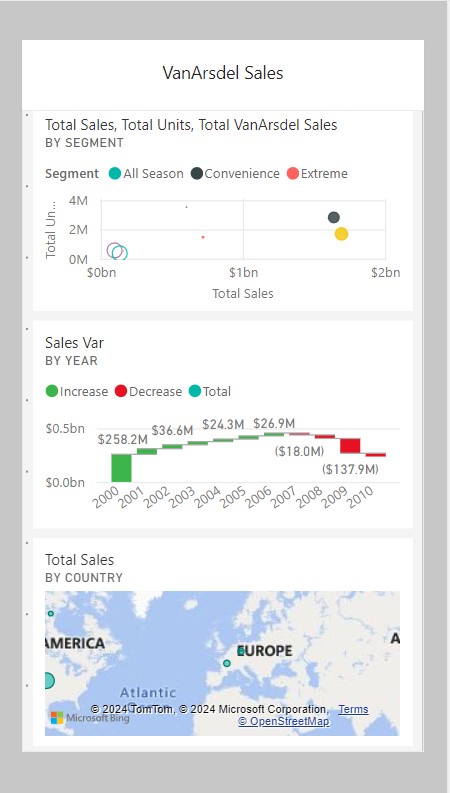 VanArsdel Sales
Total Sales, Total Units, Total VanArsdel Sales
BY SEGMENT
Segment All Season Convenience Extreme
4M
2M
0M
Total Un...
$0bn $1bn $2bn
Total Sales
Sales Var
BY YEAR
Increase Decrease Total
$0.5bn
$0.0bn
$258.2M $36.6M $24.3M $26.9M
($18.0M)
($137.9M)
2000 2001 2002 2003 2004 2005 2006 2007 2008 2009 2010
Total Sales
BY COUNTRY
AMERICA EUROPE A
Atlantic
Microsoft Bing
© 2024 TomTom, © 2024 Microsoft Corporation, Terms
© OpenStreetMap